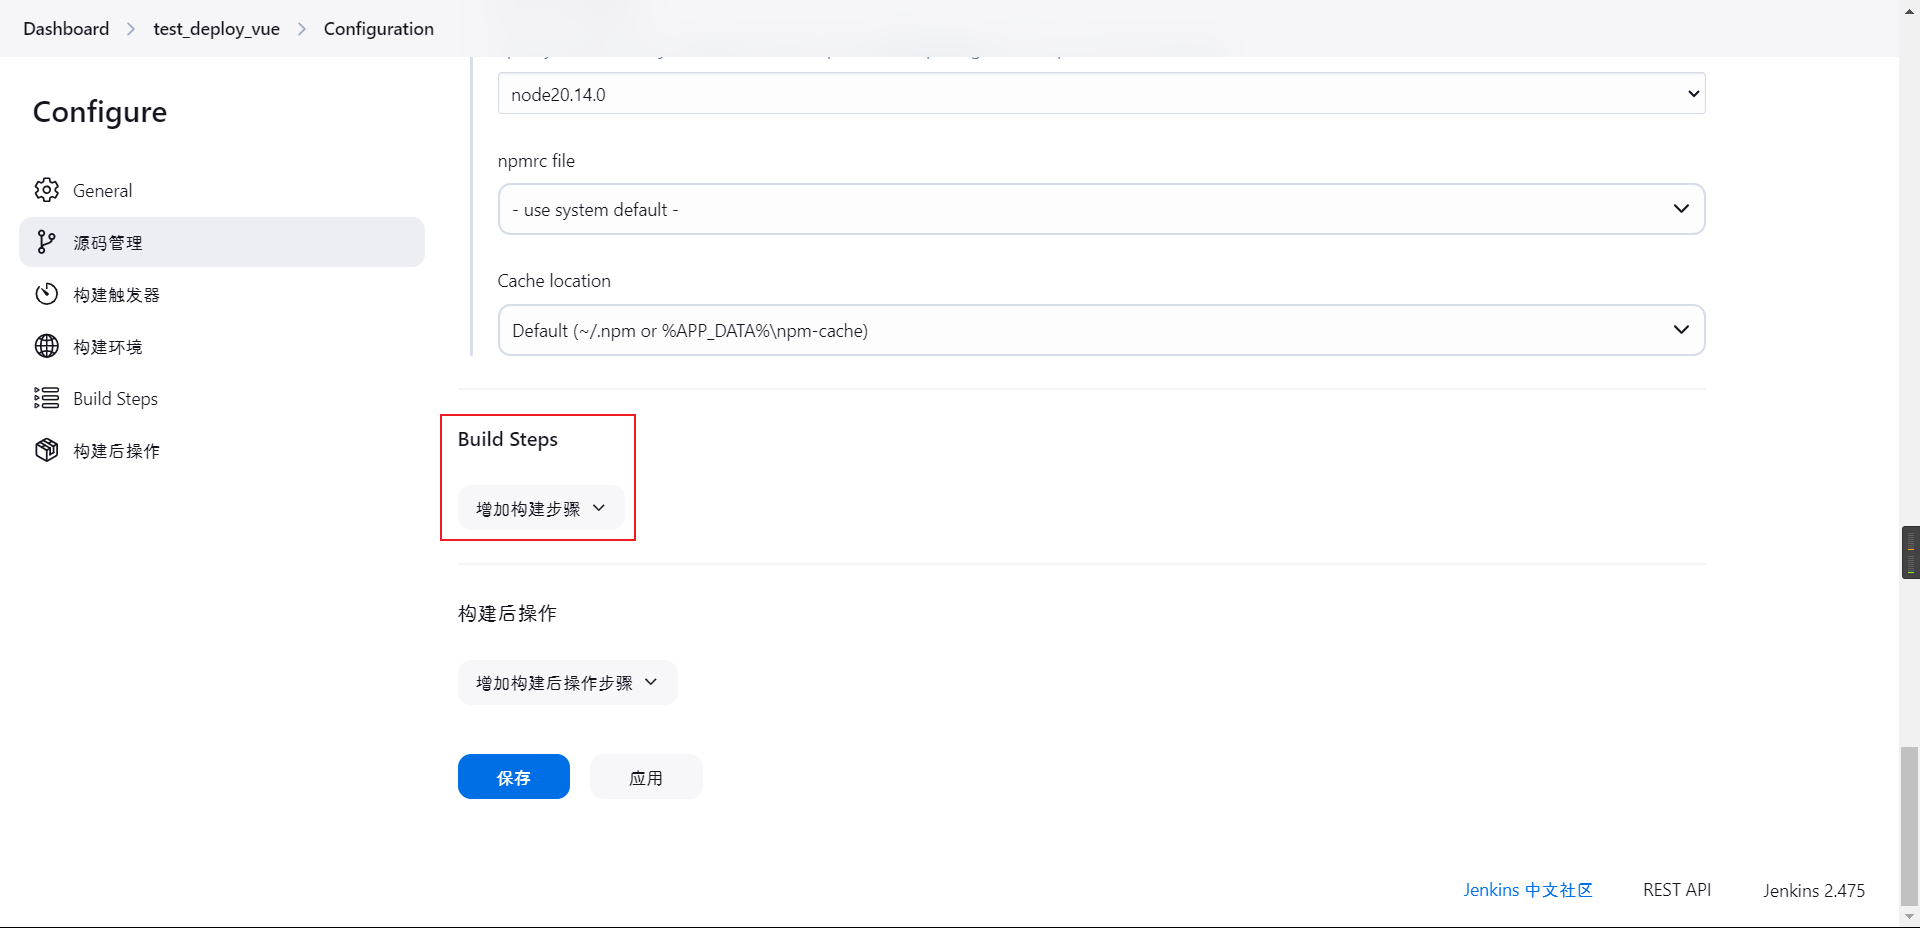 Dashboard
test_deploy_vue
Configuration
Configure
General
源码管理
构建触发器
构建环境
Build Steps
构建后操作
node20.14.0
npmrc file
- use system default -
Cache location
Default (~/.npm or %APP_DATA%\npm-cache)
Build Steps
增加构建步骤
构建后操作
增加构建后操作步骤
保存
应用
Jenkins 中文社区
REST API
Jenkins 2.475